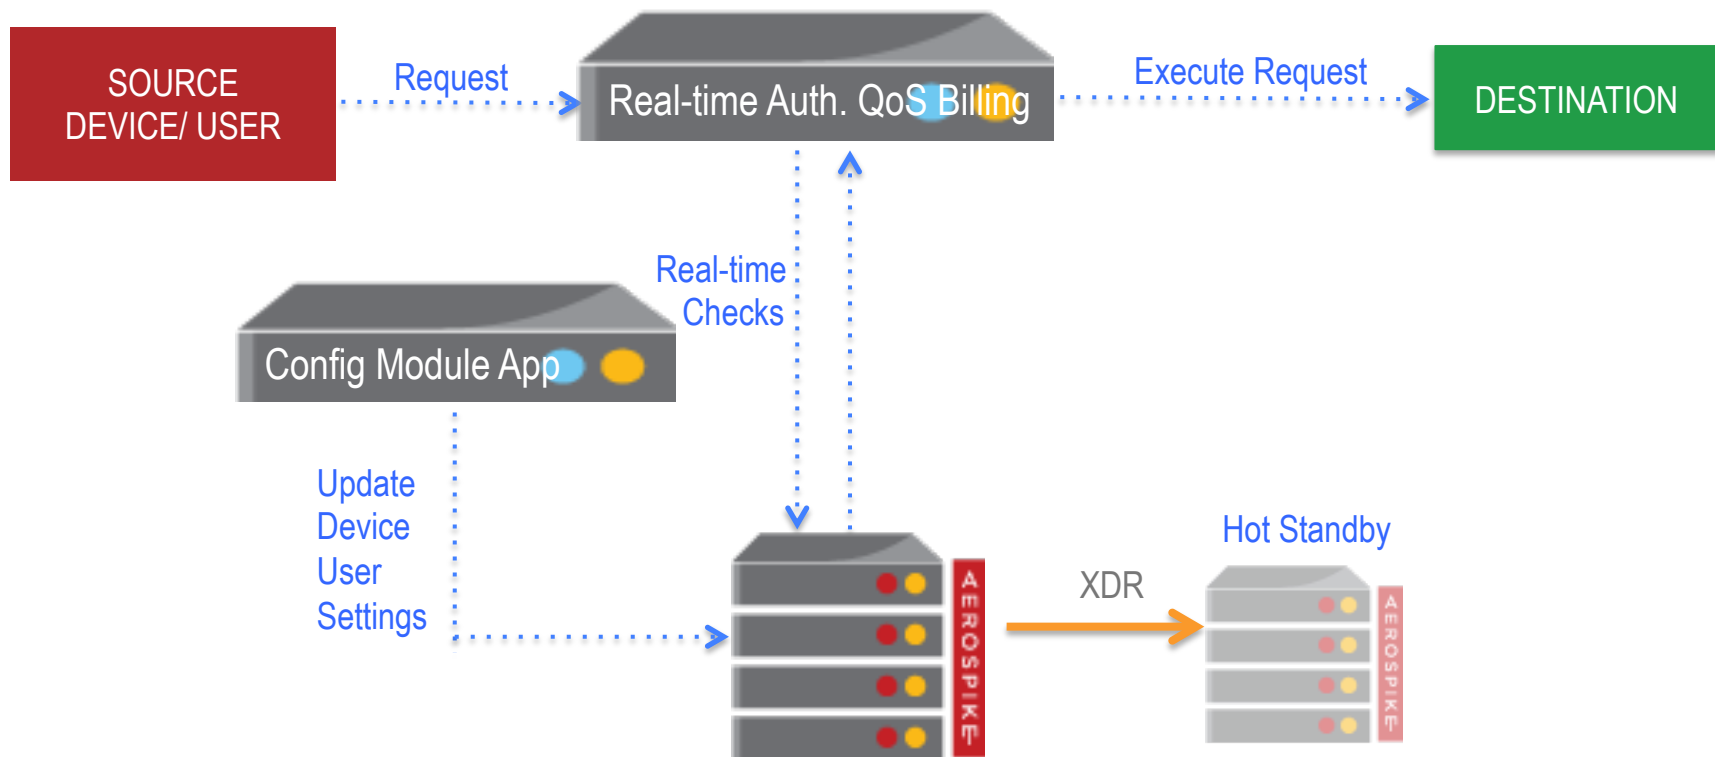 SOURCE
DEVICE/ USER
Request
Real-time Auth. QoS Billing
Execute Request
DESTINATION
Real-time
Checks
Config Module App
Update
Device
User
Settings
AEROSPIKE
XDR
Hot Standby
AEROSPIKE